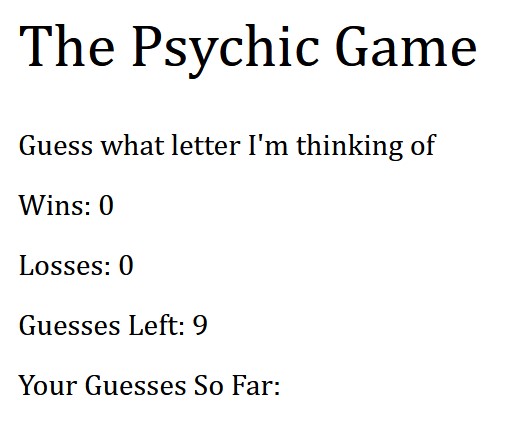 The Psychic Game
Guess what letter I'm thinking of
Wins: 0
Losses: 0
Guesses Left: 9
Your Guesses So Far: